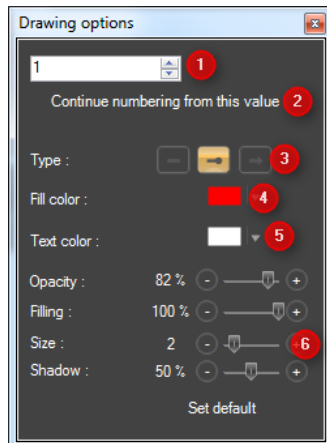 Drawing options
1 1
Continue numbering from this value 2
Type : 3
Fill color : 4
Text color : 5
Opacity : 82 % - +
Filling : 100 % - +
Size : 2 - 6
Shadow : 50 % - +
Set default